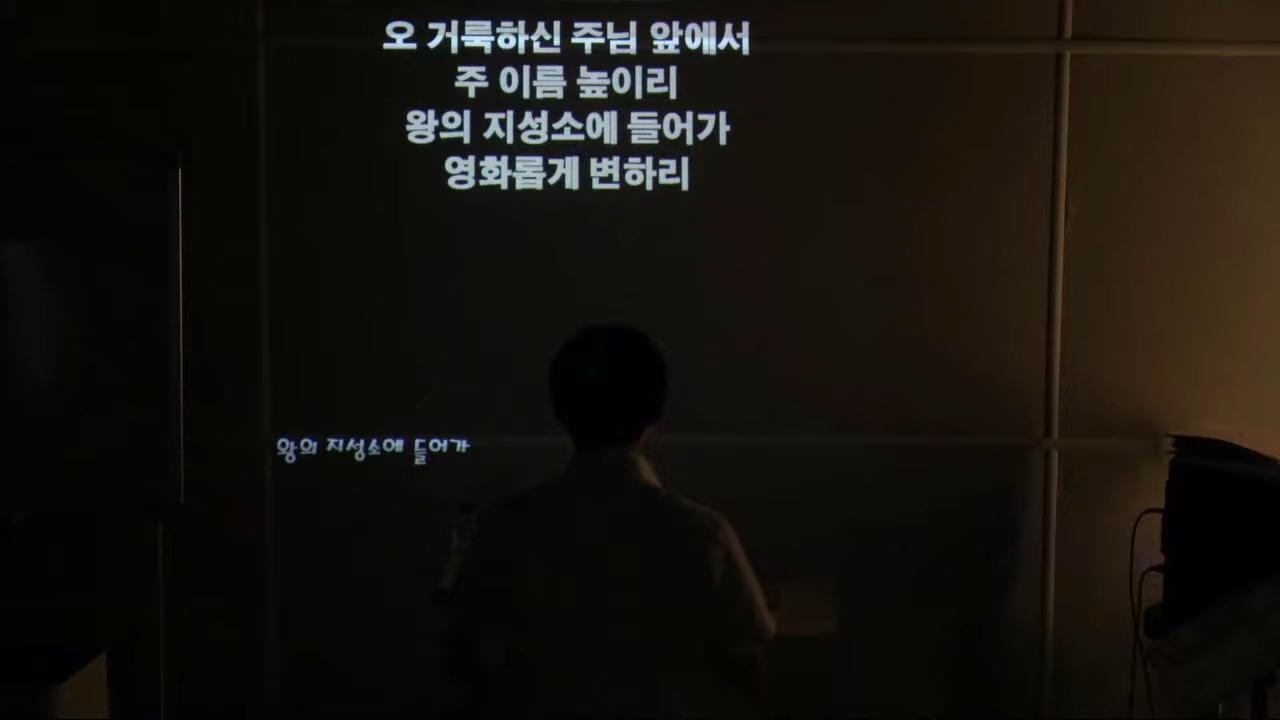 오 거룩하신 주님 앞에서
주 이름 높이리
왕의 지성소에 들어가
영화롭게 변하리
왕의 지성소에 들어가